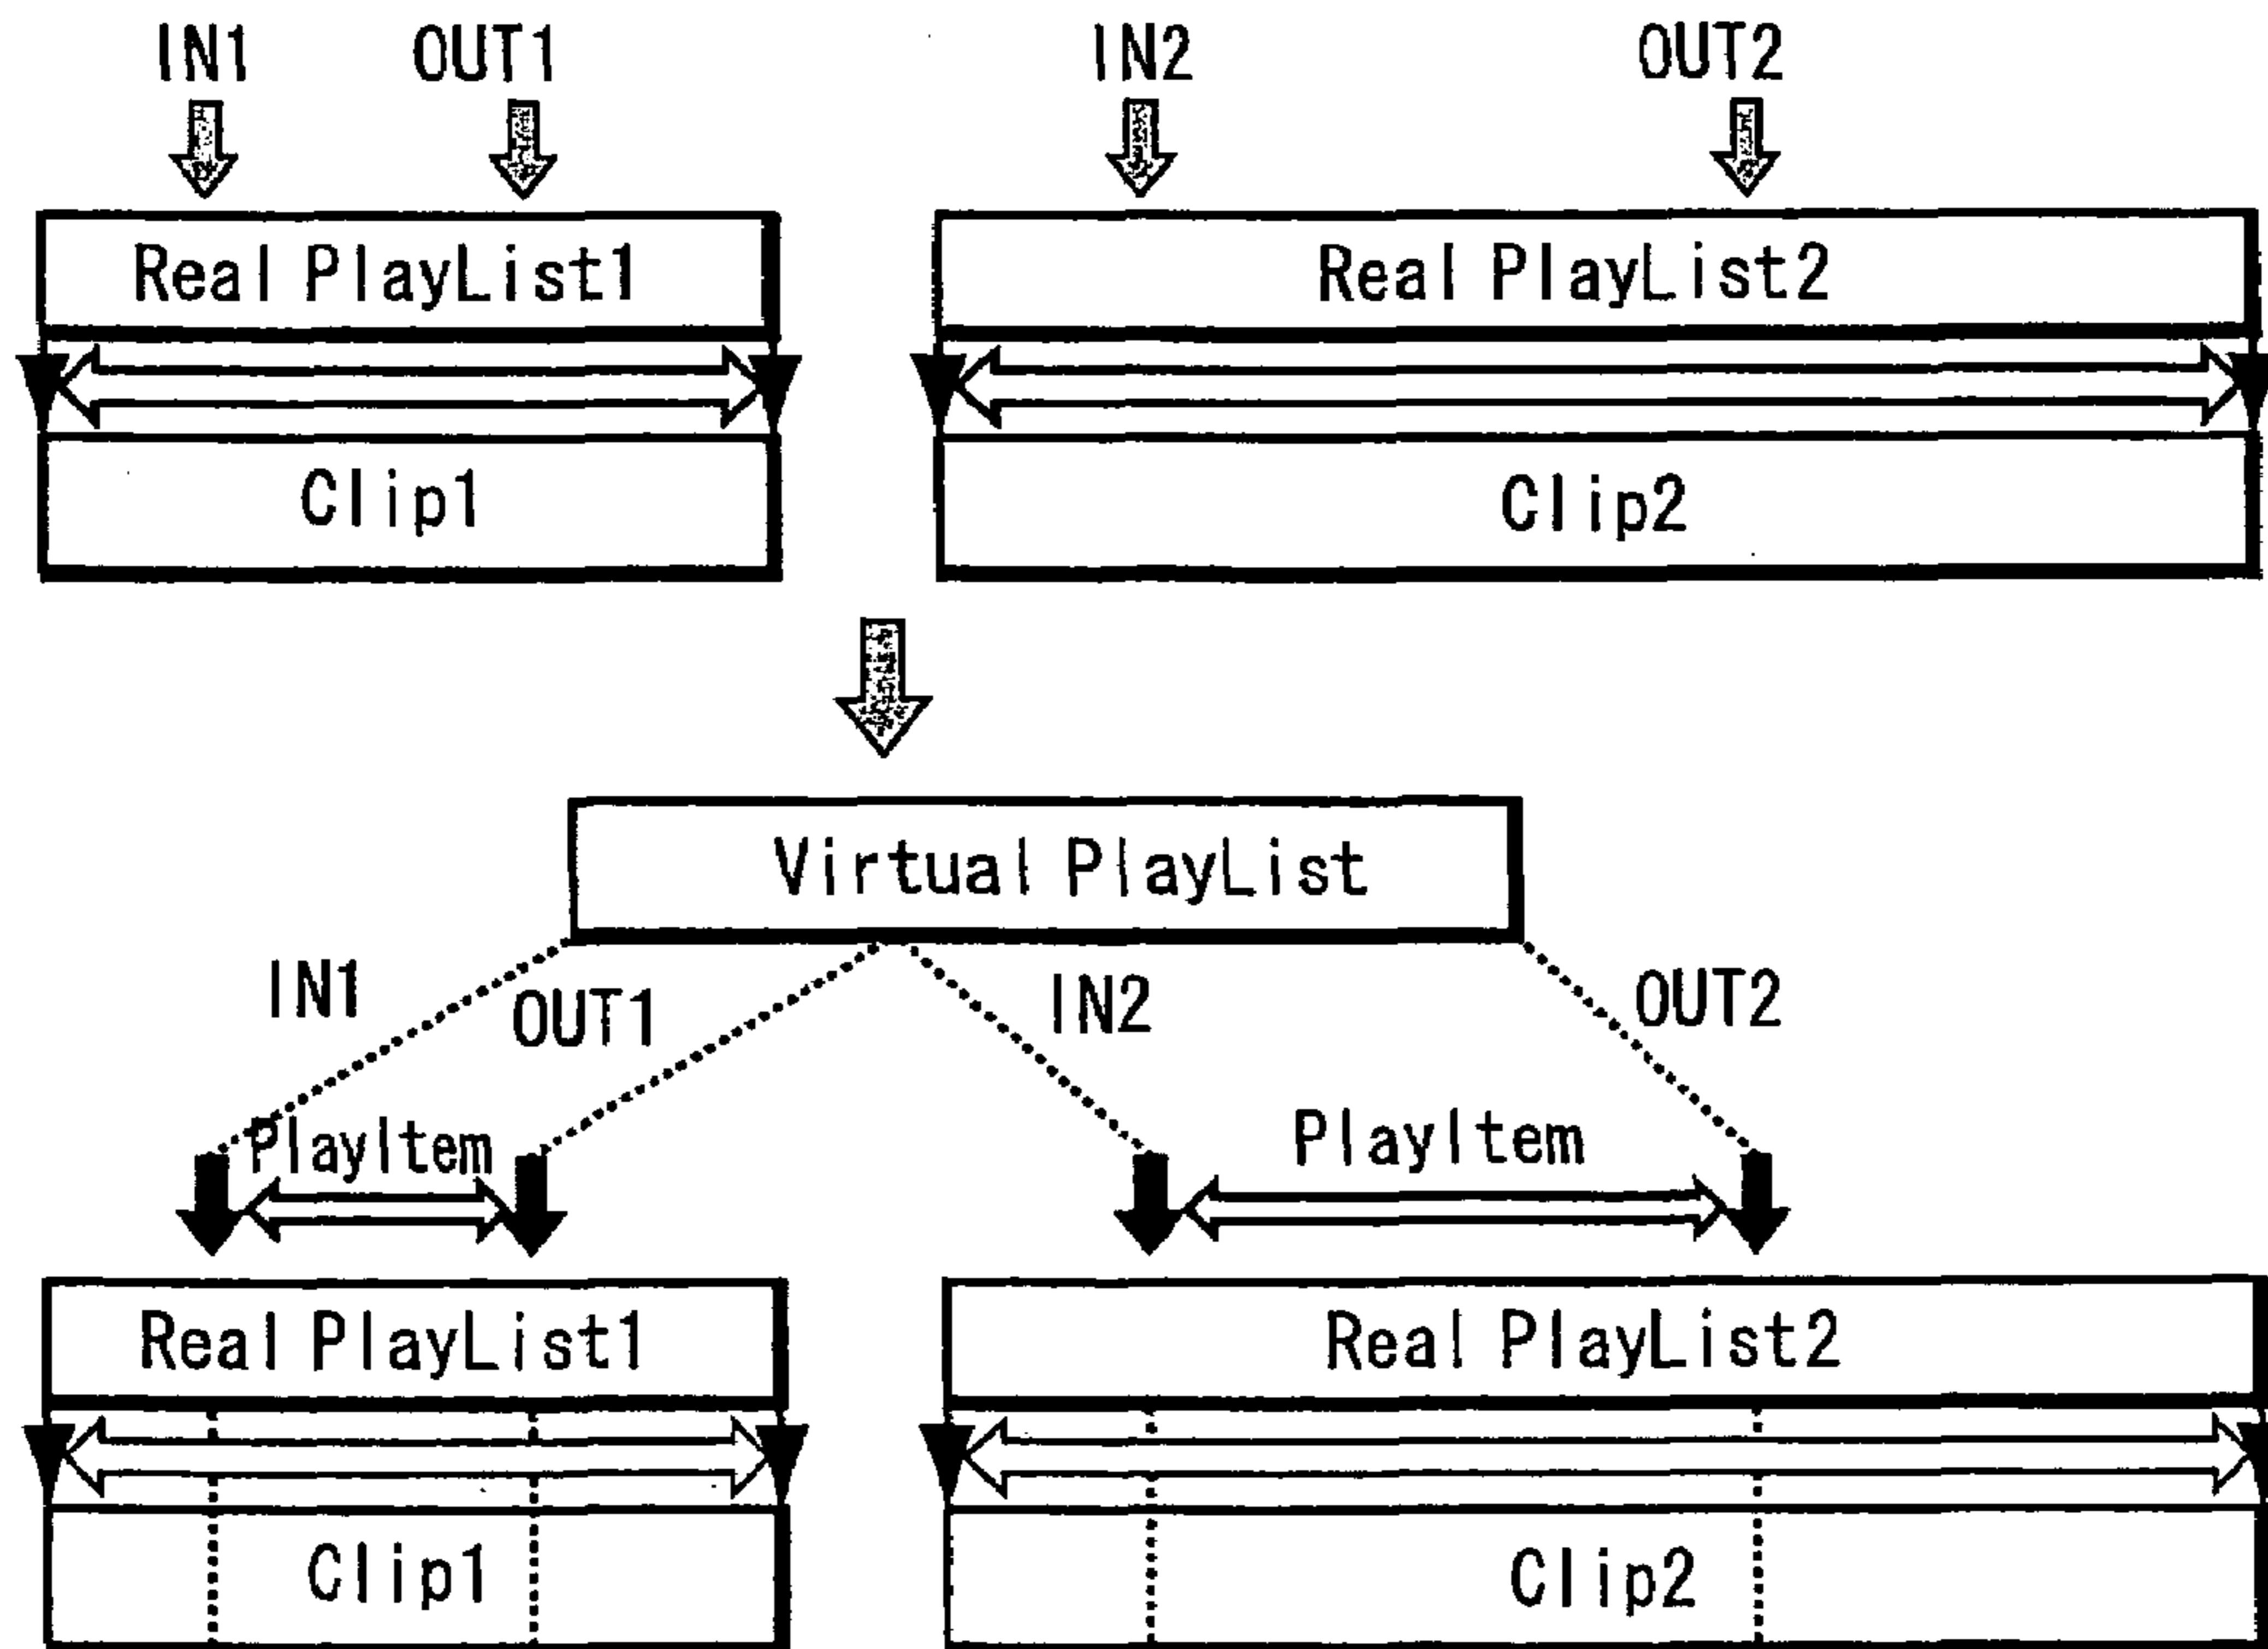 IN1 OUT1 IN2 OUT2
Real PlayList1 Real PlayList2
Clip1 Clip2
Virtual PlayList
IN1 OUT1 IN2 OUT2
PlayItem PlayItem
Real PlayList1 Real PlayList2
Clip1 Clip2